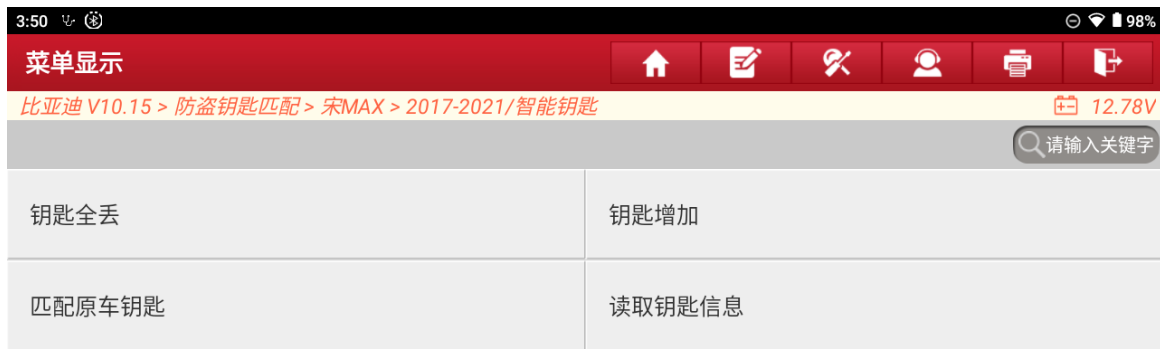 3:50 98%
菜单显示
比亚迪 V10.15 > 防盗钥匙匹配 > 宋MAX > 2017-2021/智能钥匙 12.78V
请输入关键字
钥匙全丢 钥匙增加
匹配原车钥匙 读取钥匙信息